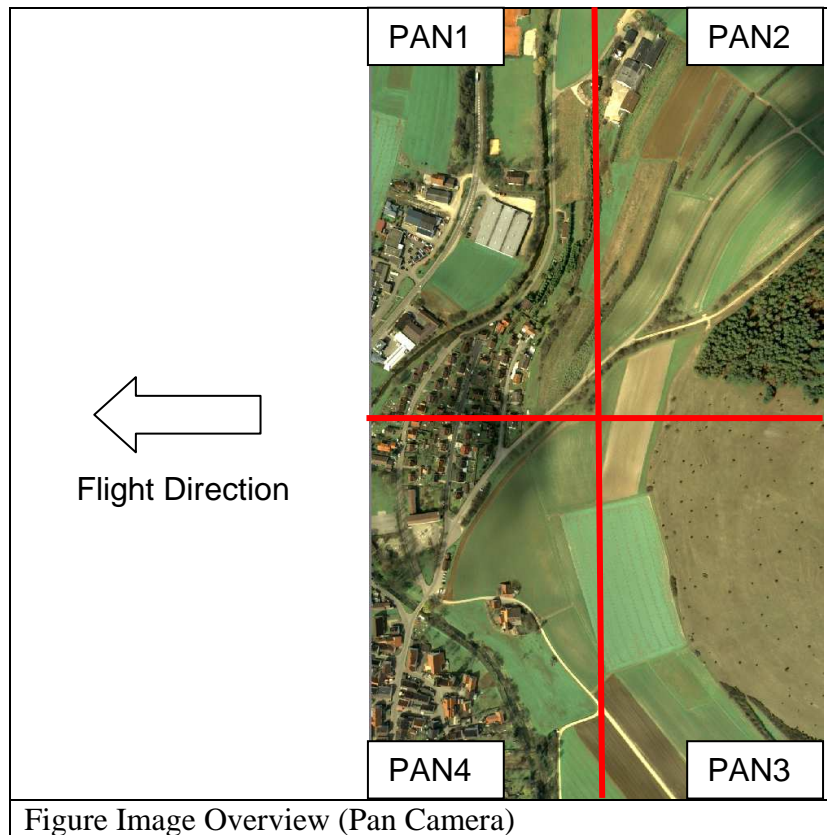 PAN1
PAN2
Flight Direction
PAN4
PAN3
Figure Image Overview (Pan Camera)